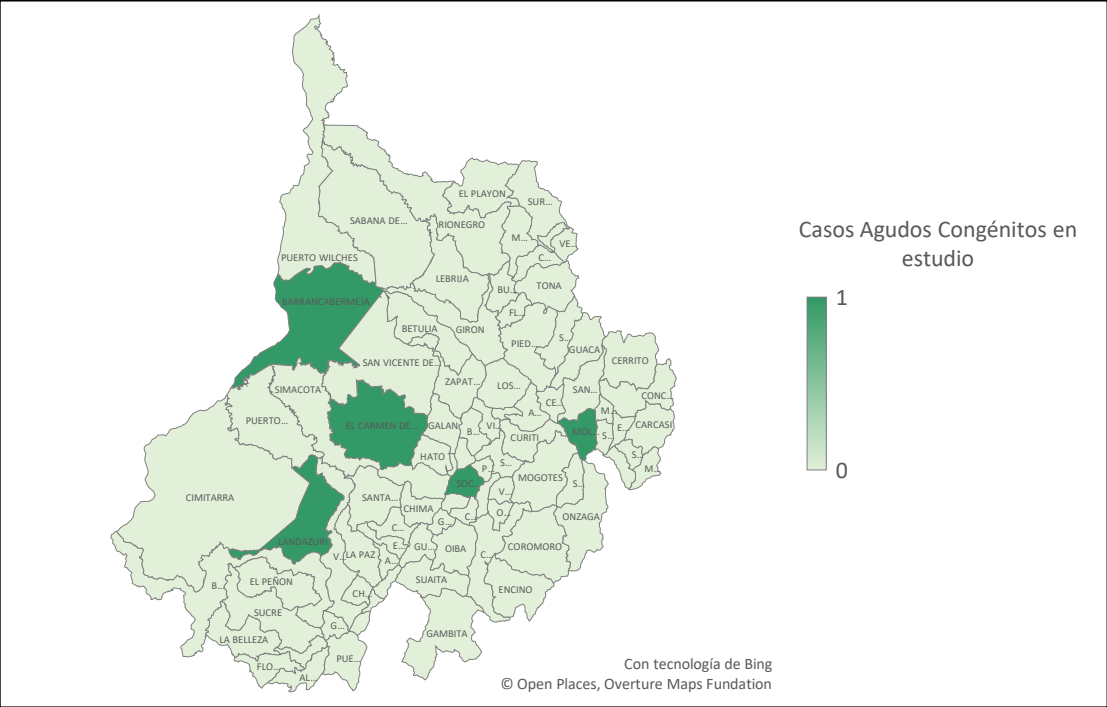 EL PLAYON
SUR...
SABANA DE...
RIONEGRO
M...
VE...
C...
PUERTO WILCHES
LEBRIJA
BU...
TONA
BARRANCABERMEJA
FL...
BETULIA
GIRON
PIED...
S...
GUACA
SAN VICENTE DE...
CERRITO
ZAPAT...
LOS...
SIMACOTA
SAN...
CONC...
CE...
A...
M...
PUERTO...
EL CARMEN DE...
GALAN
B...
VI...
CURITI
MOL...
S...
E...
CARCASI
HATO
P...
S...
S...
M...
SOC...
MOGOTES
S...
CIMITARRA
SANTA...
CHIMA
V...
O...
ONZAGA
G...
C...
C...
LANDAZURI
V...
LA PAZ
E...
A...
GU...
OIBA
C...
COROMORO
B...
EL PEÑON
CH...
SUAITA
ENCINO
SUCRE
G...
LA BELLEZA
GAMBITA
FLO...
AL...
PUE...
Casos Agudos Congénitos en
estudio
1
0
Con tecnología de Bing
© Open Places, Overture Maps Fundation